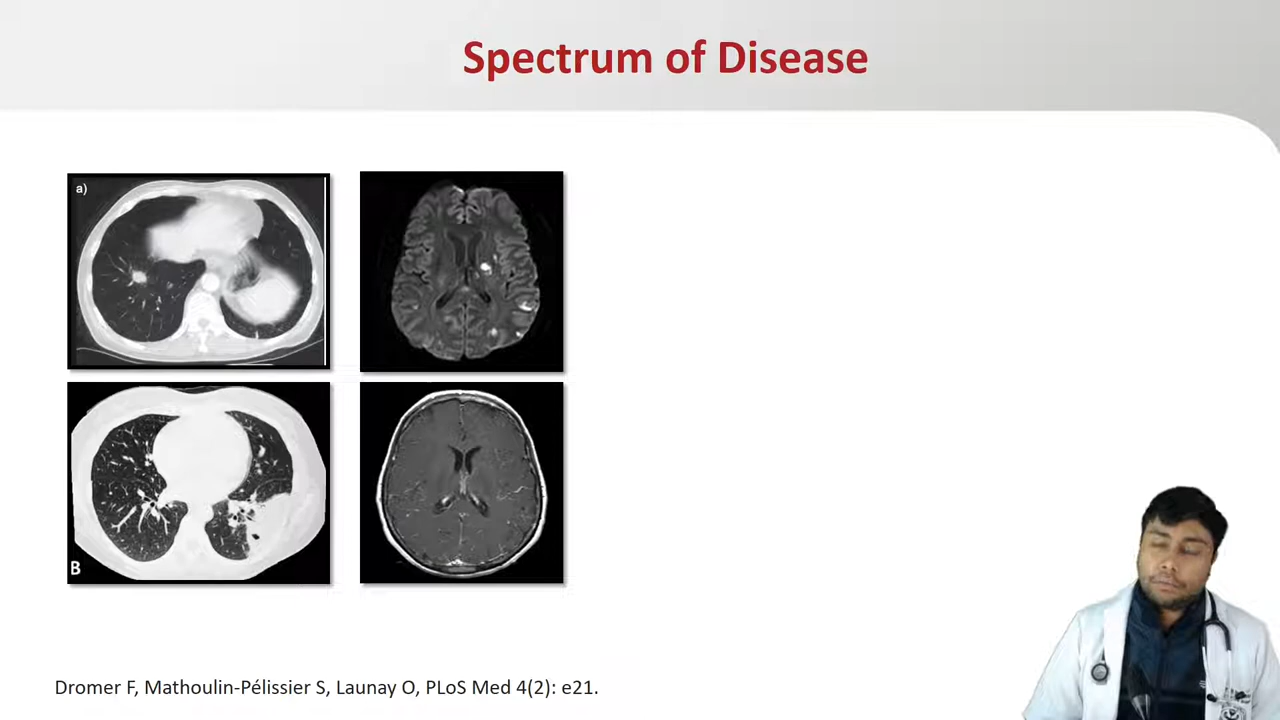 Spectrum of Disease
a)
B
Dromer F, Mathoulin-Pélissier S, Launay O, PLoS Med 4(2): e21.